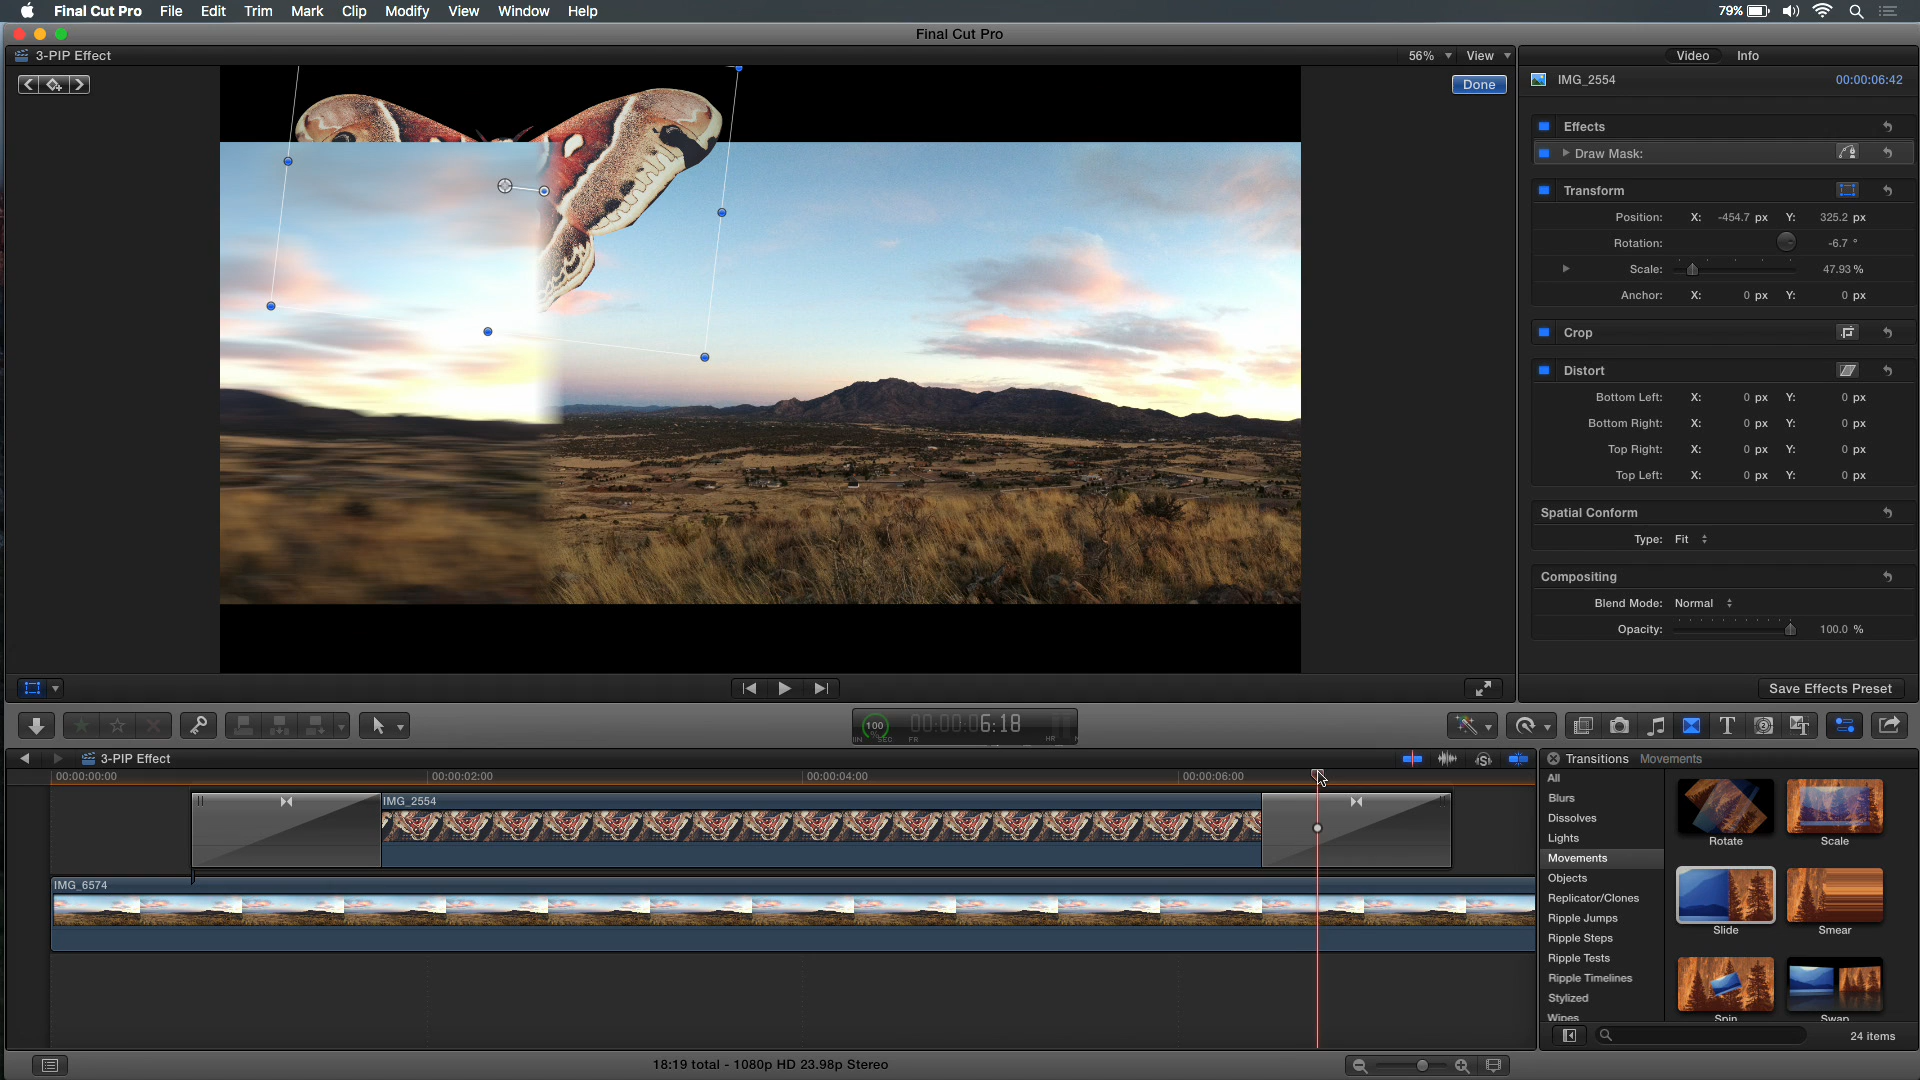 Final Cut Pro File Edit Trim Mark Clip Modify View Window Help 79%
Final Cut Pro
3-PIP Effect 56% View Video Info
Done
IMG_2554 00:00:06:42
Effects
Draw Mask:
Transform
Position: X: -454.7 px Y: 325.2 px
Rotation: -6.7 °
Scale: 47.93 %
Anchor: X: 0 px Y: 0 px
Crop
Distort
Bottom Left: X: 0 px Y: 0 px
Bottom Right: X: 0 px Y: 0 px
Top Right: X: 0 px Y: 0 px
Top Left: X: 0 px Y: 0 px
Spatial Conform
Type: Fit
Compositing
Blend Mode: Normal
Opacity: 100.0 %
Save Effects Preset
100 00:00:06:18
% MIN SEC FR HR
3-PIP Effect
00:00:00:00 00:00:02:00 00:00:04:00 00:00:06:00
IMG_2554
IMG_6574
Transitions Movements
All
Blurs
Dissolves
Lights
Movements
Objects
Replicator/Clones
Ripple Jumps
Ripple Steps
Ripple Tests
Ripple Timelines
Stylized
Wipes
Rotate Scale
Slide Smear
Spin Swap
24 items
18:19 total - 1080p HD 23.98p Stereo